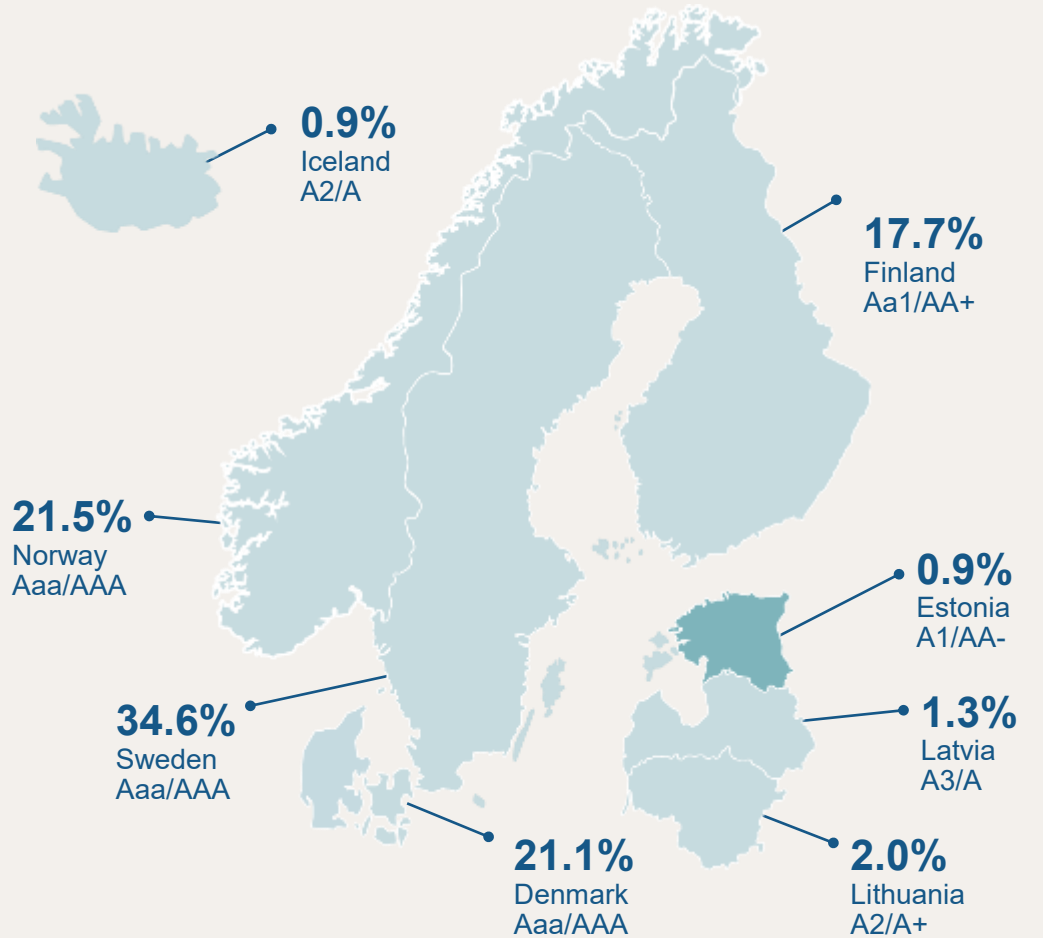 0.9%
Iceland
A2/A
17.7%
Finland
Aa1/AA+
21.5%
Norway
Aaa/AAA
0.9%
Estonia
A1/AA-
34.6%
Sweden
Aaa/AAA
1.3%
Latvia
A3/A
21.1%
Denmark
Aaa/AAA
2.0%
Lithuania
A2/A+